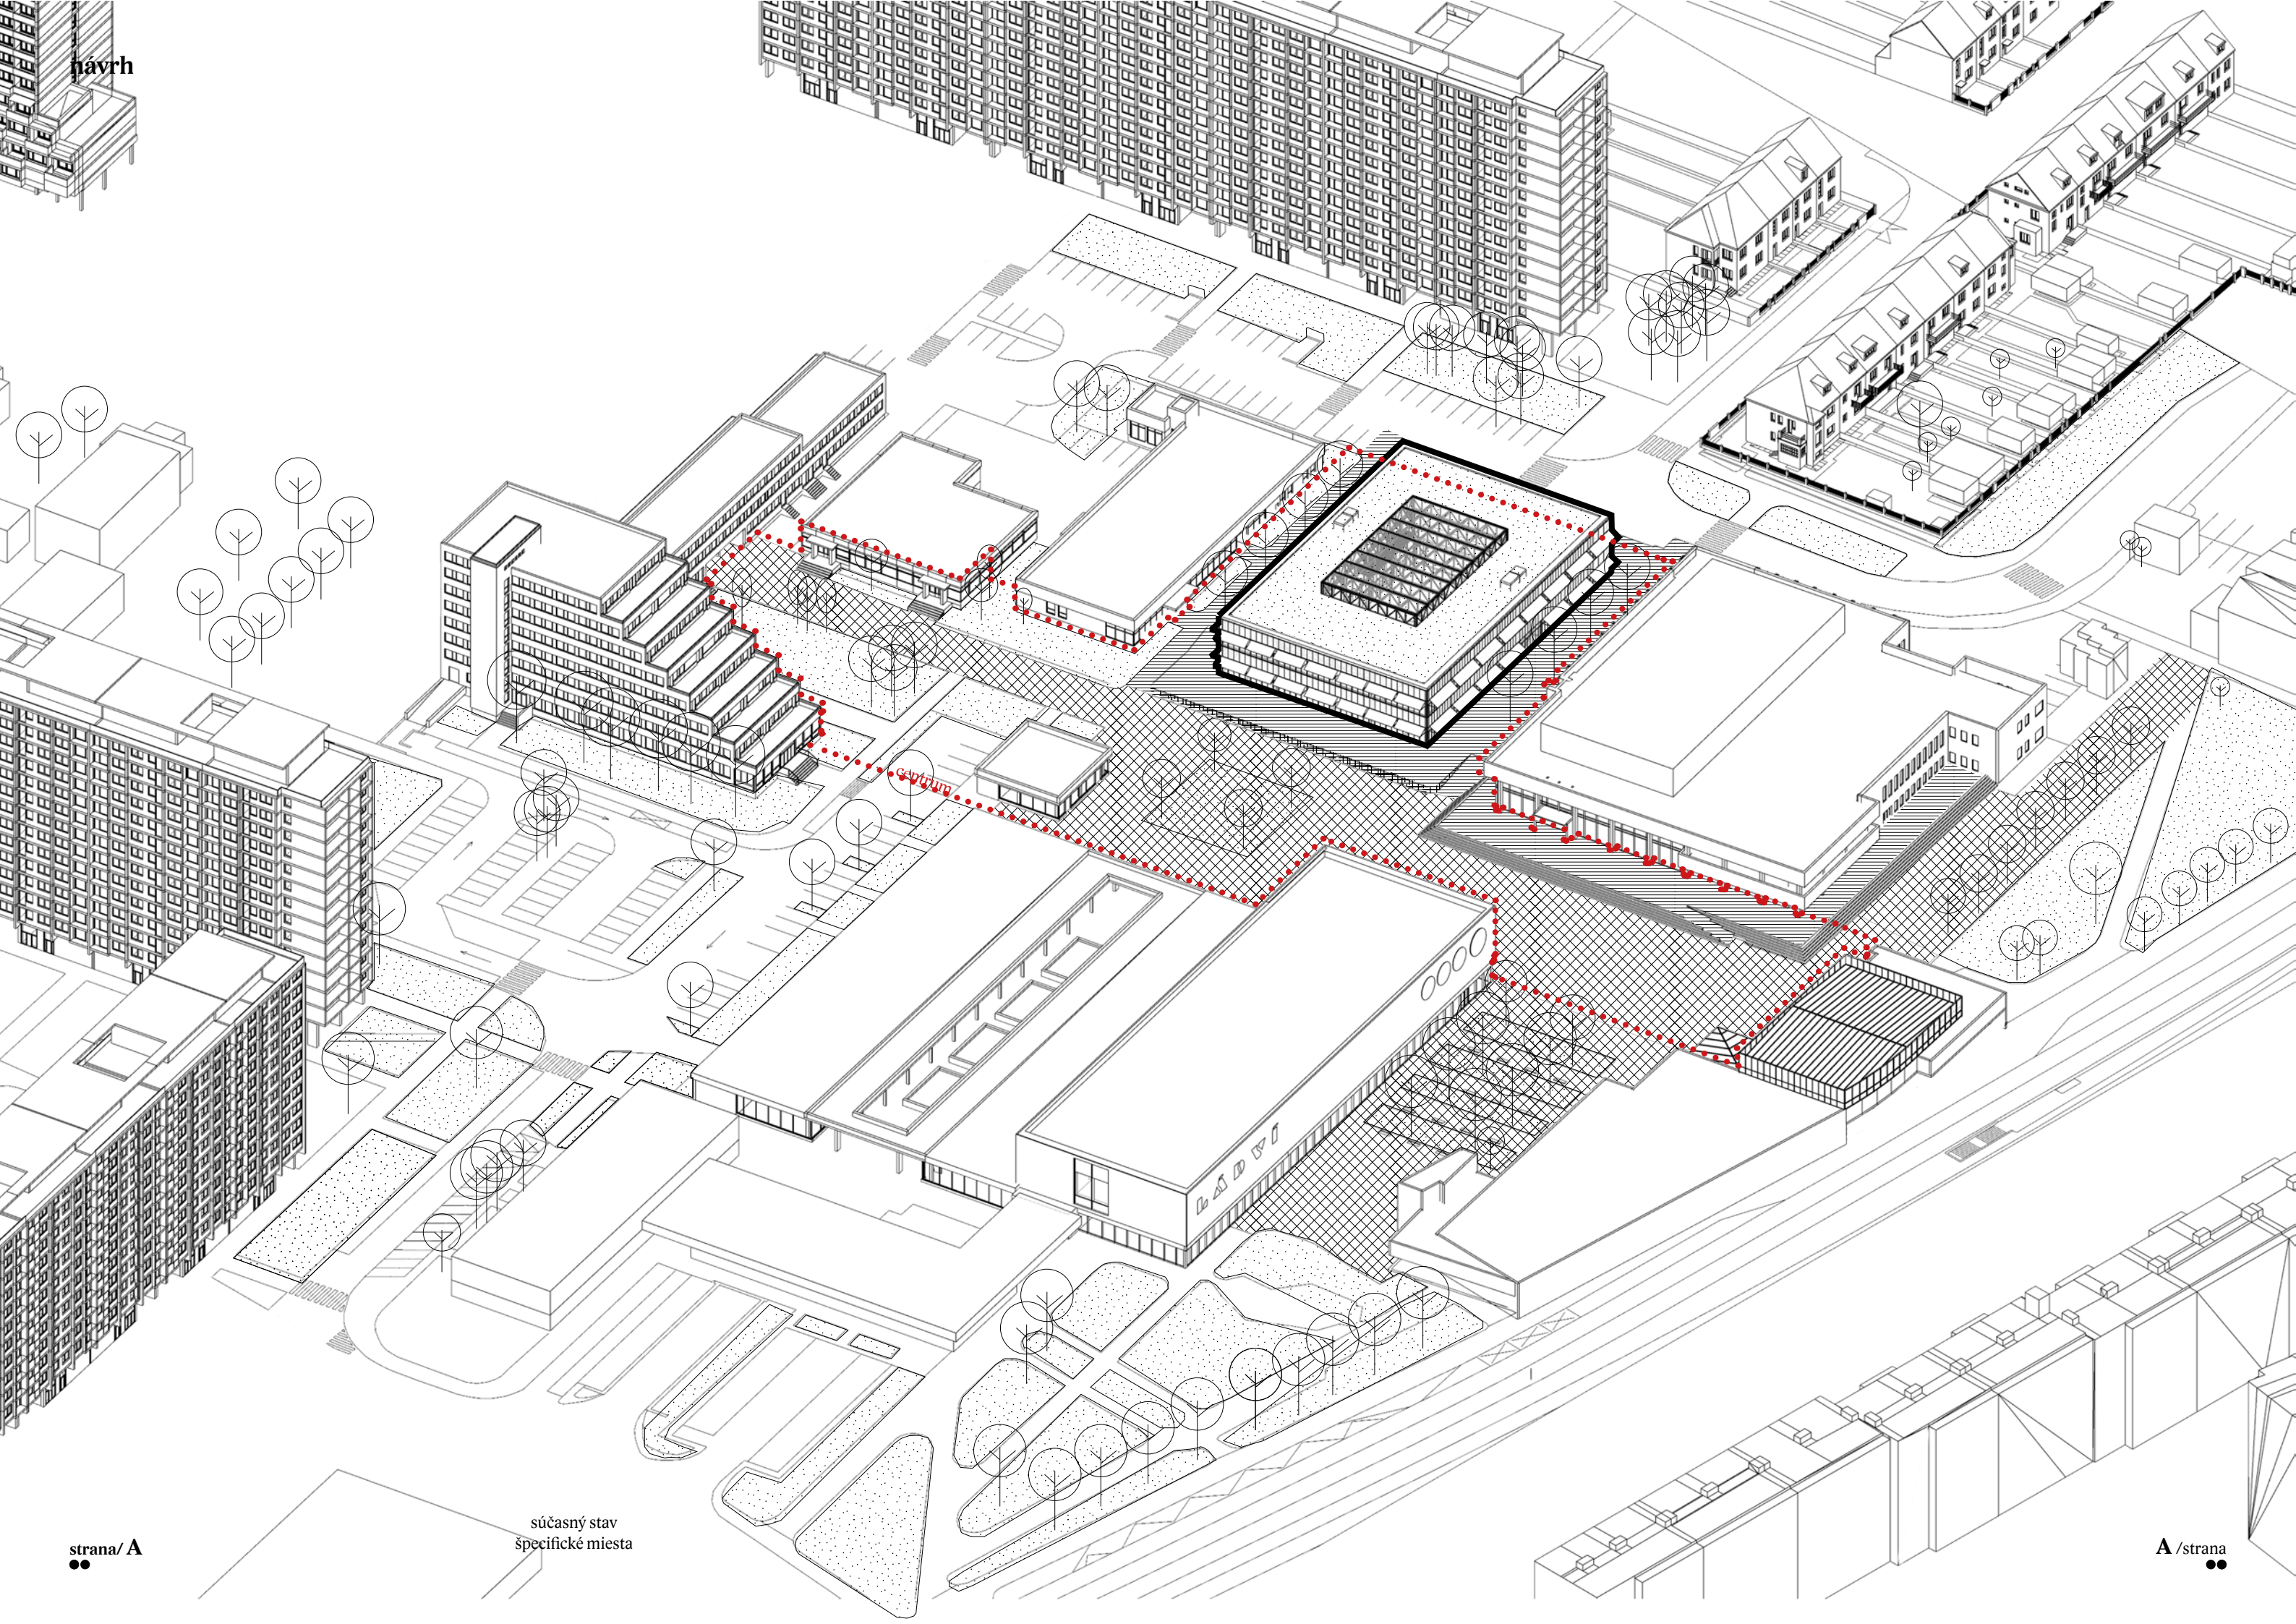 návrh
centrum
LÁDVÍ
súčasný stav
špecifické miesta
strana/ A
A /strana